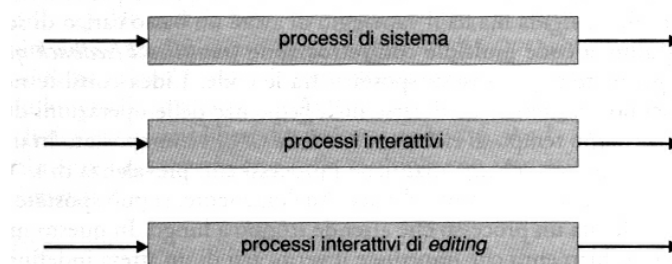 processi di sistema
processi interattivi
processi interattivi di editing